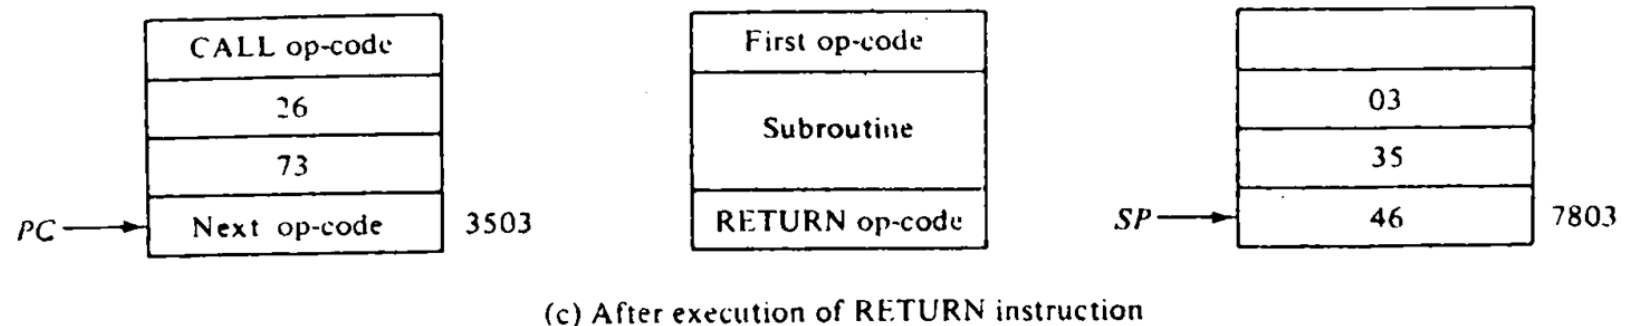 CALL op-code
26
73
PC
Next op-code
3503
First op-code
Subroutine
RETURN op-code
03
35
SP
46
7803
(c) After execution of RETURN instruction